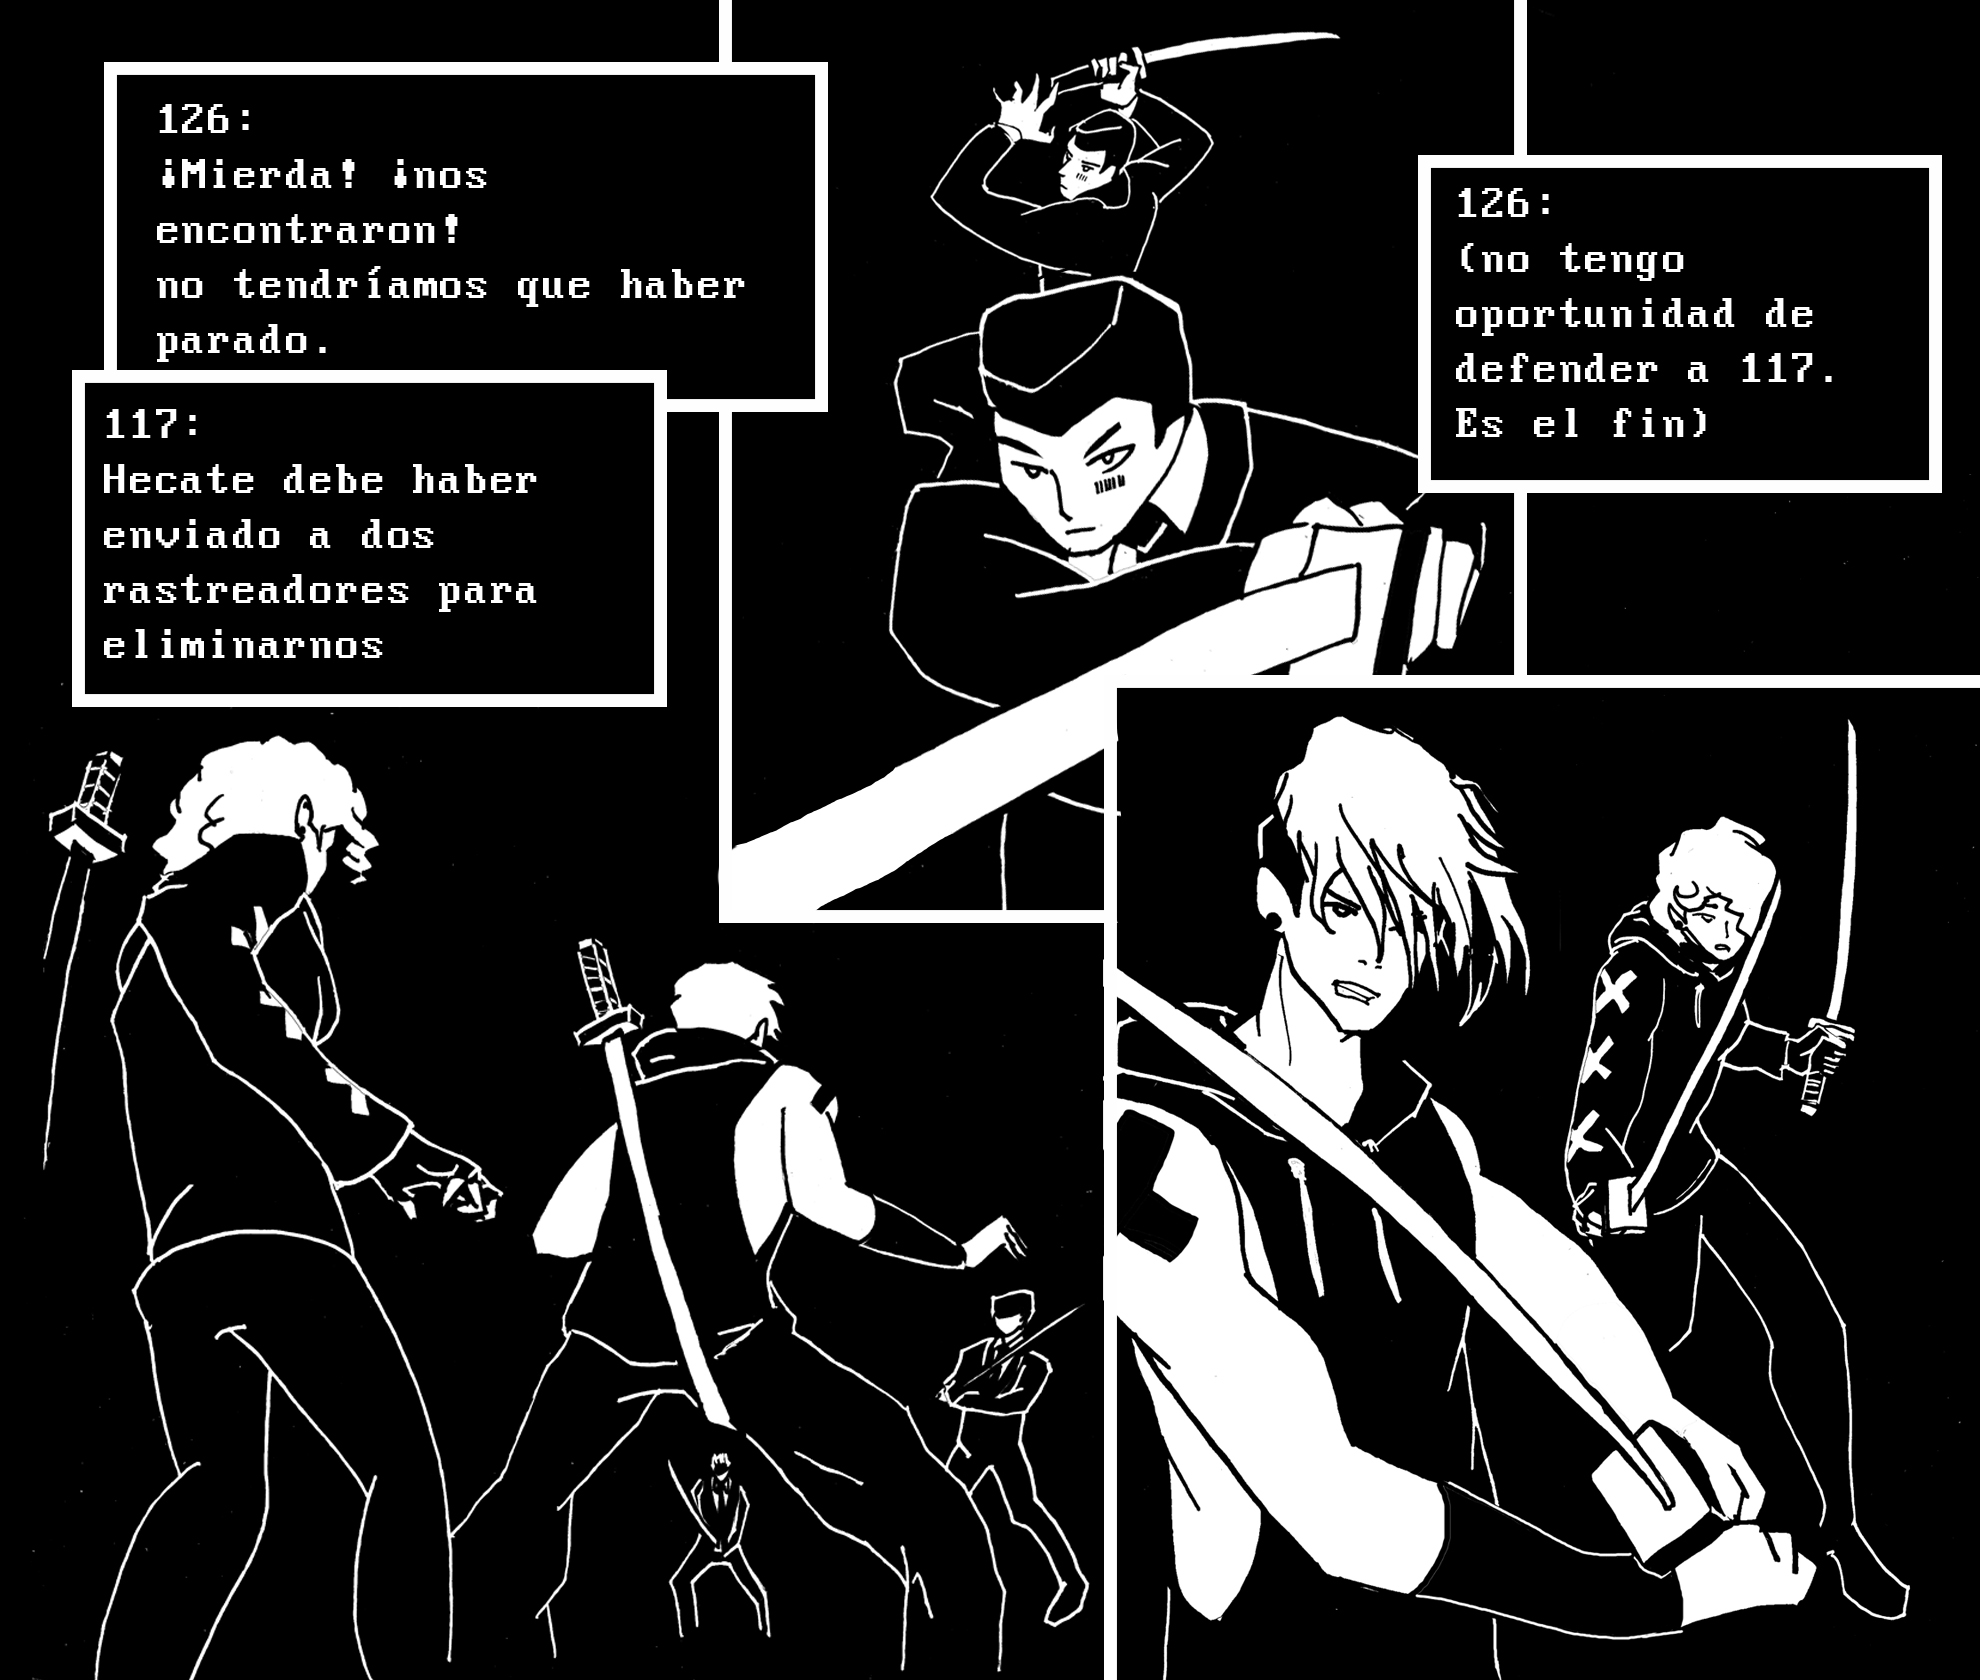 126:
¡Mierda! ¡nos
encontraron!
no tendríamos que haber
parado.
117:
Hecate debe haber
enviado a dos
rastreadores para
eliminarnos
126:
(no tengo
oportunidad de
defender a 117.
Es el fin)